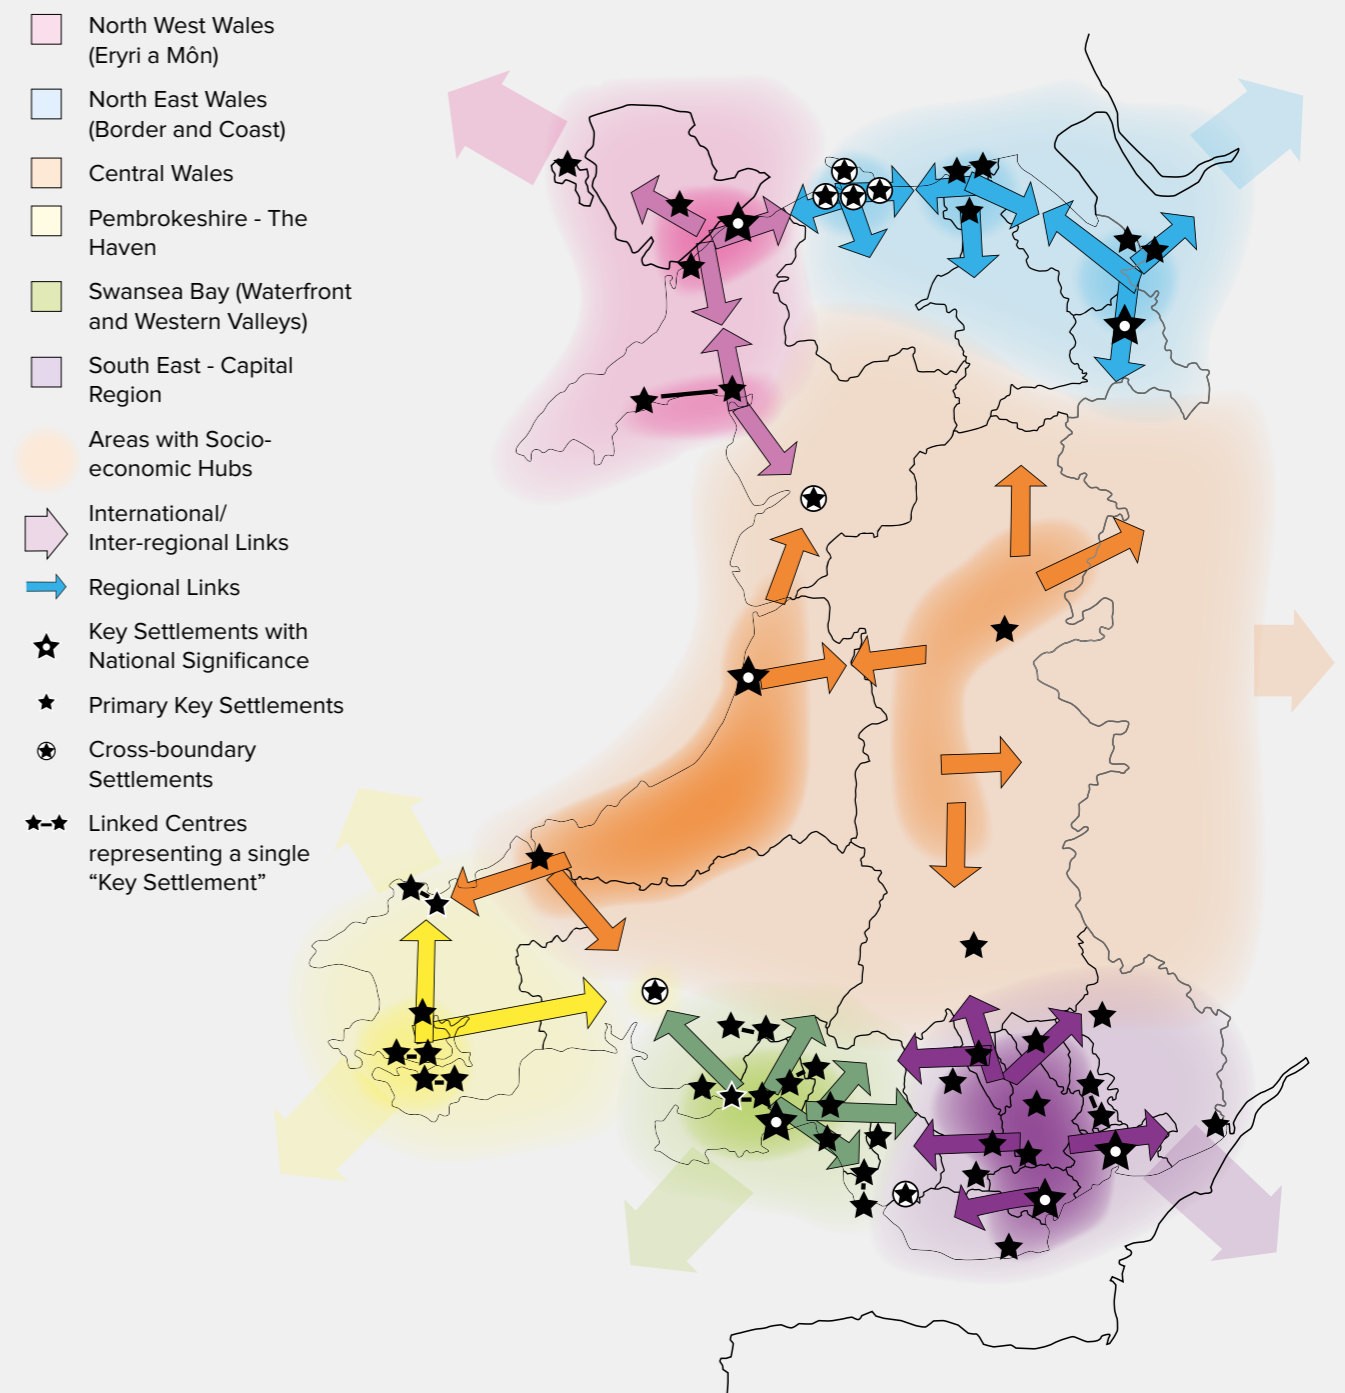 North West Wales
(Eryri a Môn)
North East Wales
(Border and Coast)
Central Wales
Pembrokeshire - The
Haven
Swansea Bay (Waterfront
and Western Valleys)
South East - Capital
Region
Areas with Socio-
economic Hubs
International/
Inter-regional Links
Regional Links
Key Settlements with
National Significance
Primary Key Settlements
Cross-boundary
Settlements
Linked Centres
representing a single
“Key Settlement”